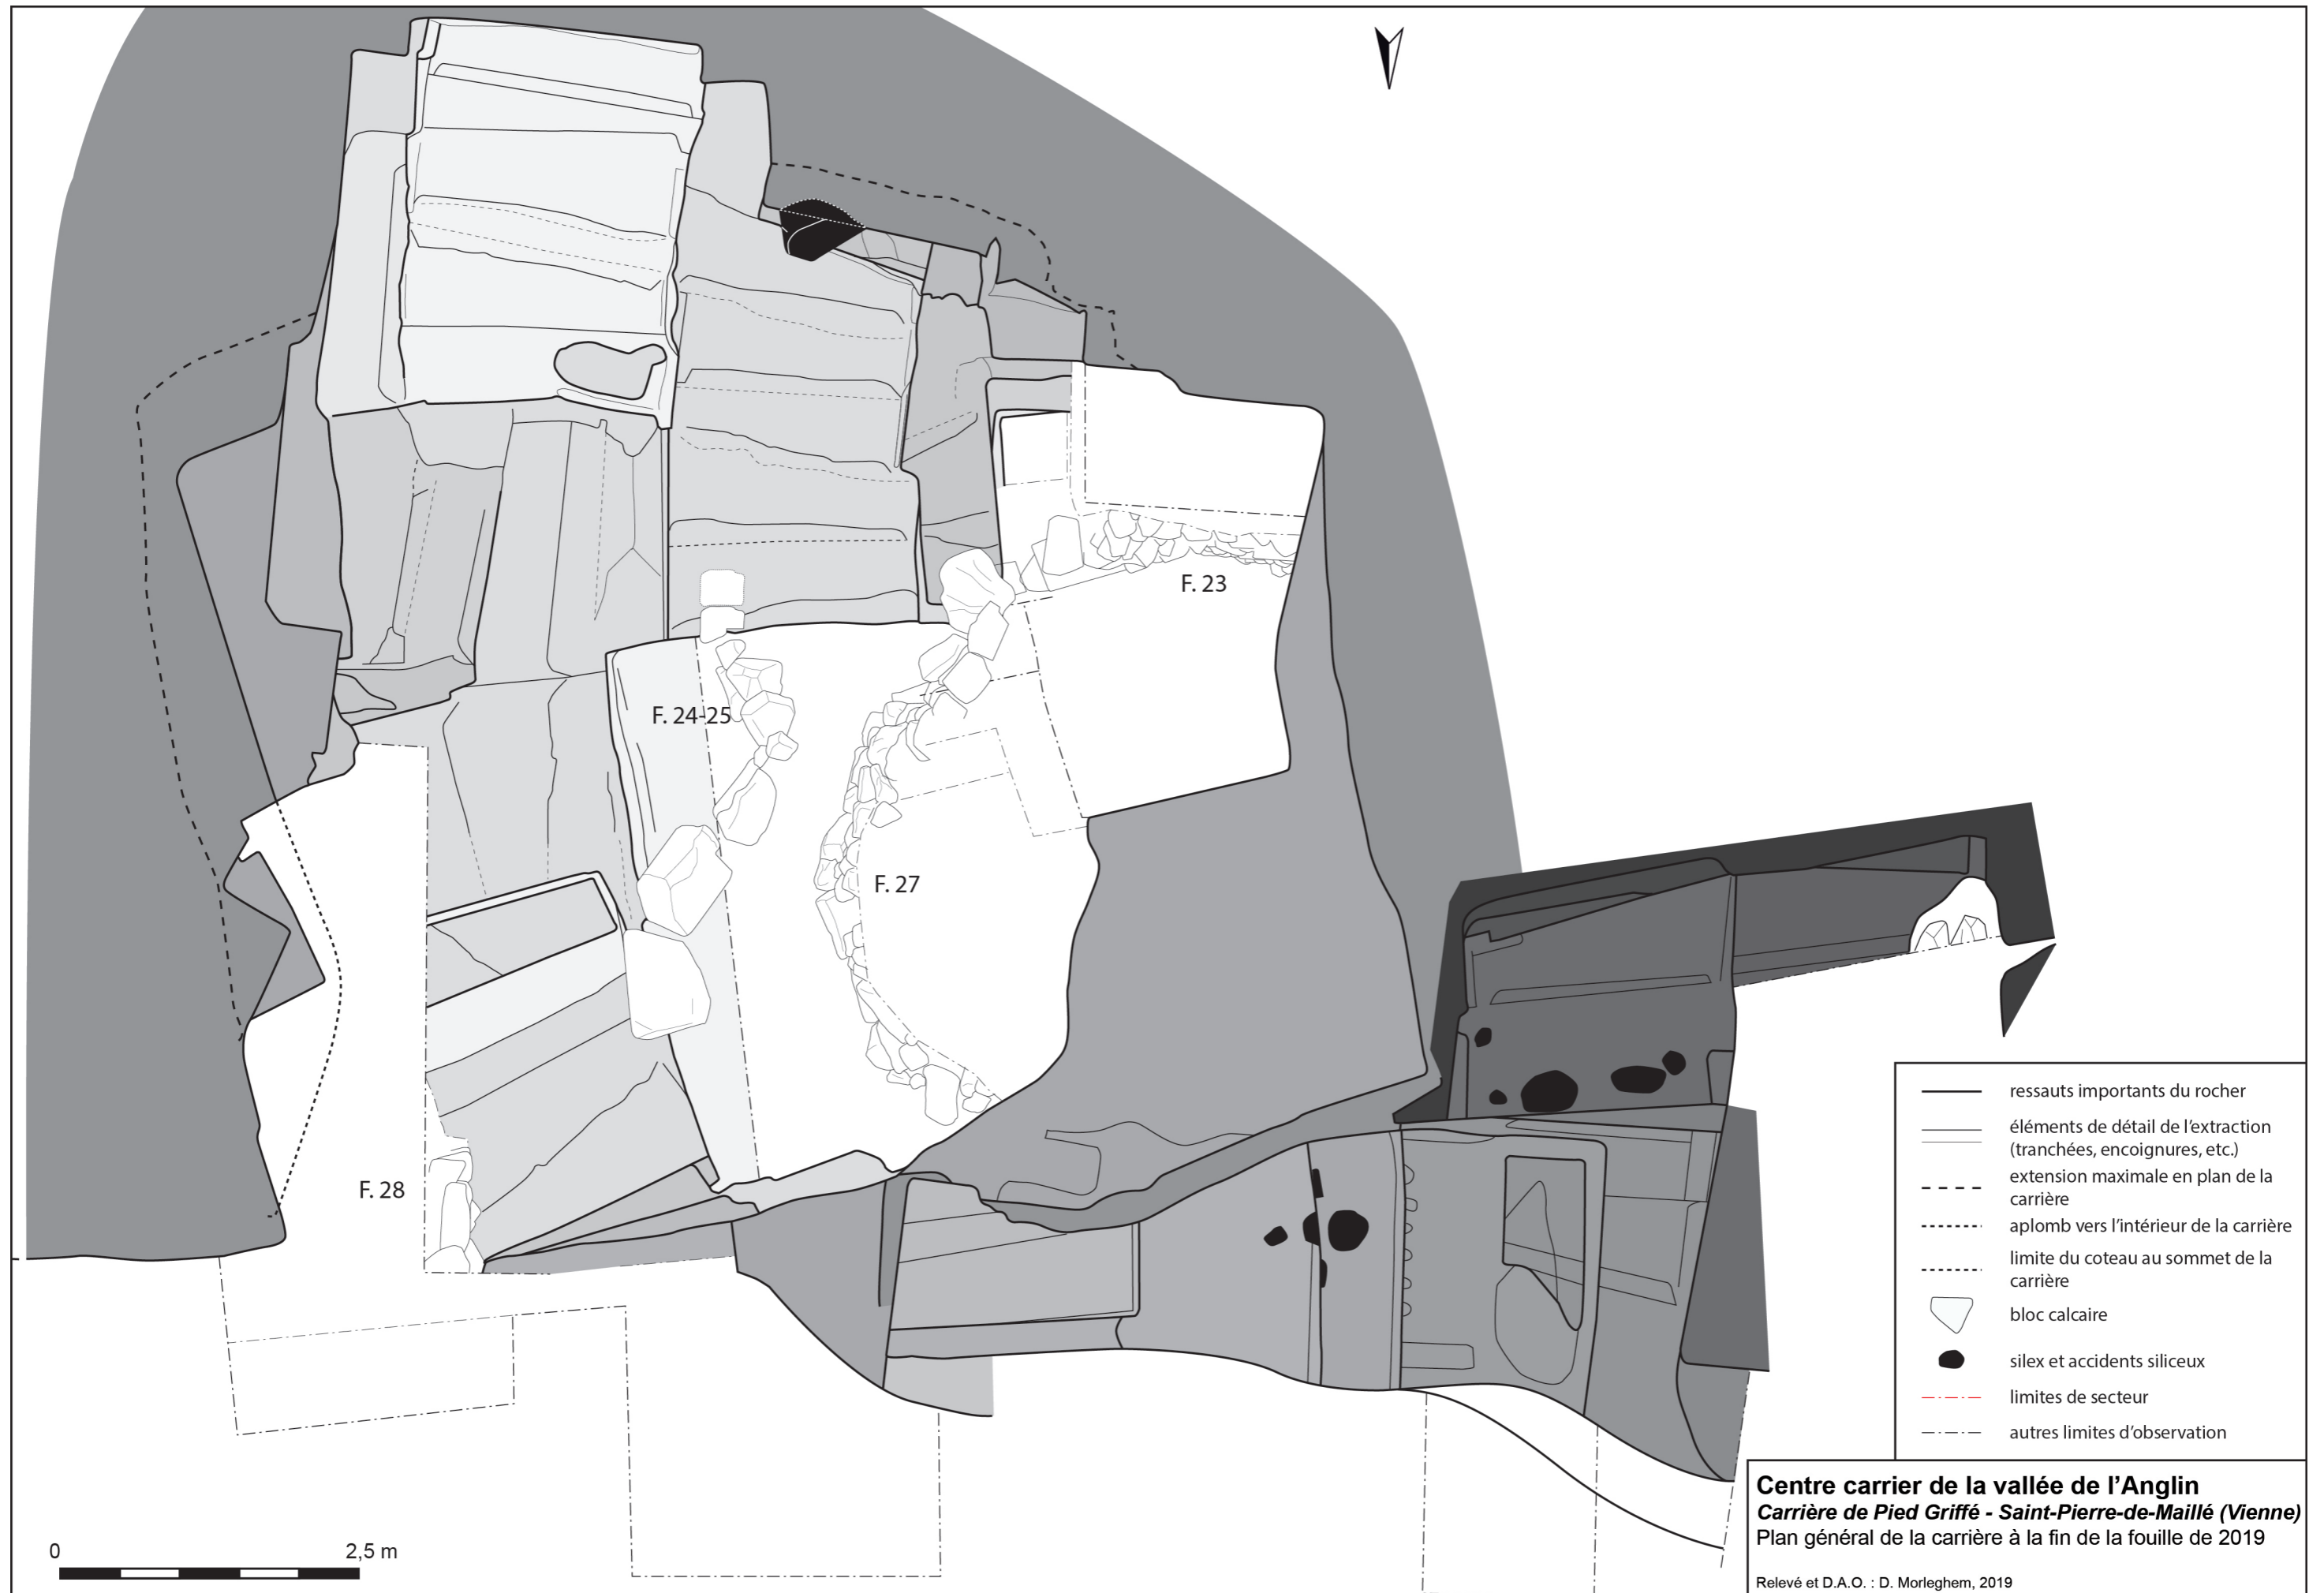 F. 23
F. 24-25
F. 27
F. 28
ressauts importants du rocher
éléments de détail de l'extraction
(tranchées, encoignures, etc.)
extension maximale en plan de la
carrière
aplomb vers l'intérieur de la carrière
limite du coteau au sommet de la
carrière
bloc calcaire
silex et accidents siliceux
limites de secteur
autres limites d'observation
Centre carrier de la vallée de l'Anglin
Carrière de Pied Griffé - Saint-Pierre-de-Maillé (Vienne)
Plan général de la carrière à la fin de la fouille de 2019
Relevé et D.A.O. : D. Morleghem, 2019
0 2,5 m